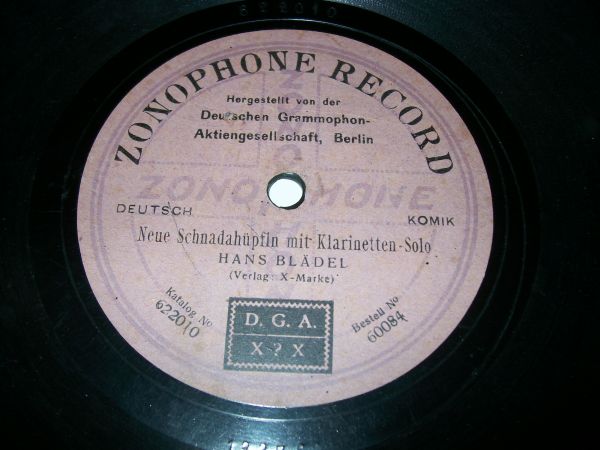 622010
ZONOPHONE RECORD
Hergestellt von der
Deutschen Grammophon-
Aktiengesellschaft, Berlin
ZONOPHONE
DEUTSCH
KOMIK
Neue Schnadahüpfln mit Klarinetten-Solo
HANS BLÄDEL
(Verlag: X-Marke)
Katalog No
622010
D. G. A.
X ? X
Bestell No
60084